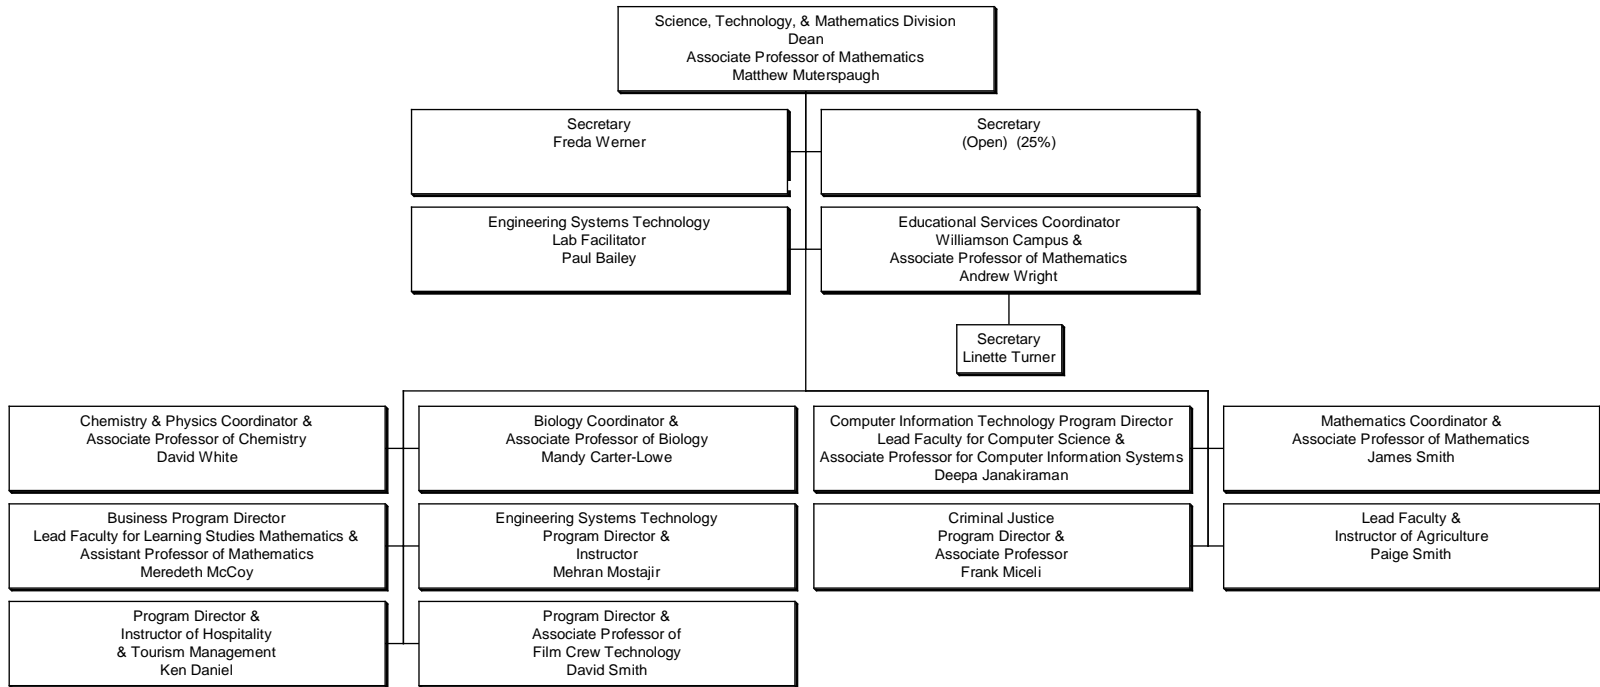 Science, Technology, & Mathematics Division
Dean
Associate Professor of Mathematics
Matthew Muterspaugh
Secretary
Freda Werner
Secretary
(Open) (25%)
Engineering Systems Technology
Lab Facilitator
Paul Bailey
Educational Services Coordinator
Williamson Campus &
Associate Professor of Mathematics
Andrew Wright
Secretary
Linette Turner
Chemistry & Physics Coordinator &
Associate Professor of Chemistry
David White
Biology Coordinator &
Associate Professor of Biology
Mandy Carter-Lowe
Computer Information Technology Program Director
Lead Faculty for Computer Science &
Associate Professor for Computer Information Systems
Deepa Janakiraman
Mathematics Coordinator &
Associate Professor of Mathematics
James Smith
Business Program Director
Lead Faculty for Learning Studies Mathematics &
Assistant Professor of Mathematics
Meredeth McCoy
Engineering Systems Technology
Program Director &
Instructor
Mehran Mostajir
Criminal Justice
Program Director &
Associate Professor
Frank Miceli
Lead Faculty &
Instructor of Agriculture
Paige Smith
Program Director &
Instructor of Hospitality
& Tourism Management
Ken Daniel
Program Director &
Associate Professor of
Film Crew Technology
David Smith